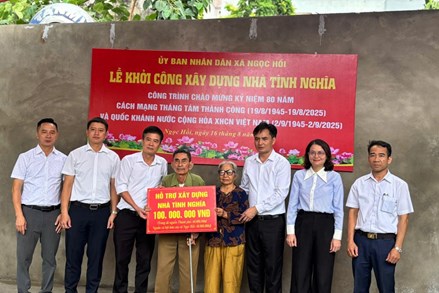 ỦY BAN NHÂN DÂN XÃ NGỌC HỒI
LỄ KHỞI CÔNG XÂY DỰNG NHÀ TÌNH NGHĨA
CÔNG TRÌNH CHÀO MỪNG KỶ NIỆM 80 NĂM
CÁCH MẠNG THÁNG TÁM THÀNH CÔNG (19/8/1945-19/8/2025)
VÀ QUỐC KHÁNH NƯỚC CỘNG HÒA XHCN VIỆT NAM (2/9/1945-2/9/2025)
Ngọc Hồi, ngày 16 tháng 8
HỖ TRỢ XÂY DỰNG
NHÀ TÌNH NGHĨA
100.000.000 VNĐ